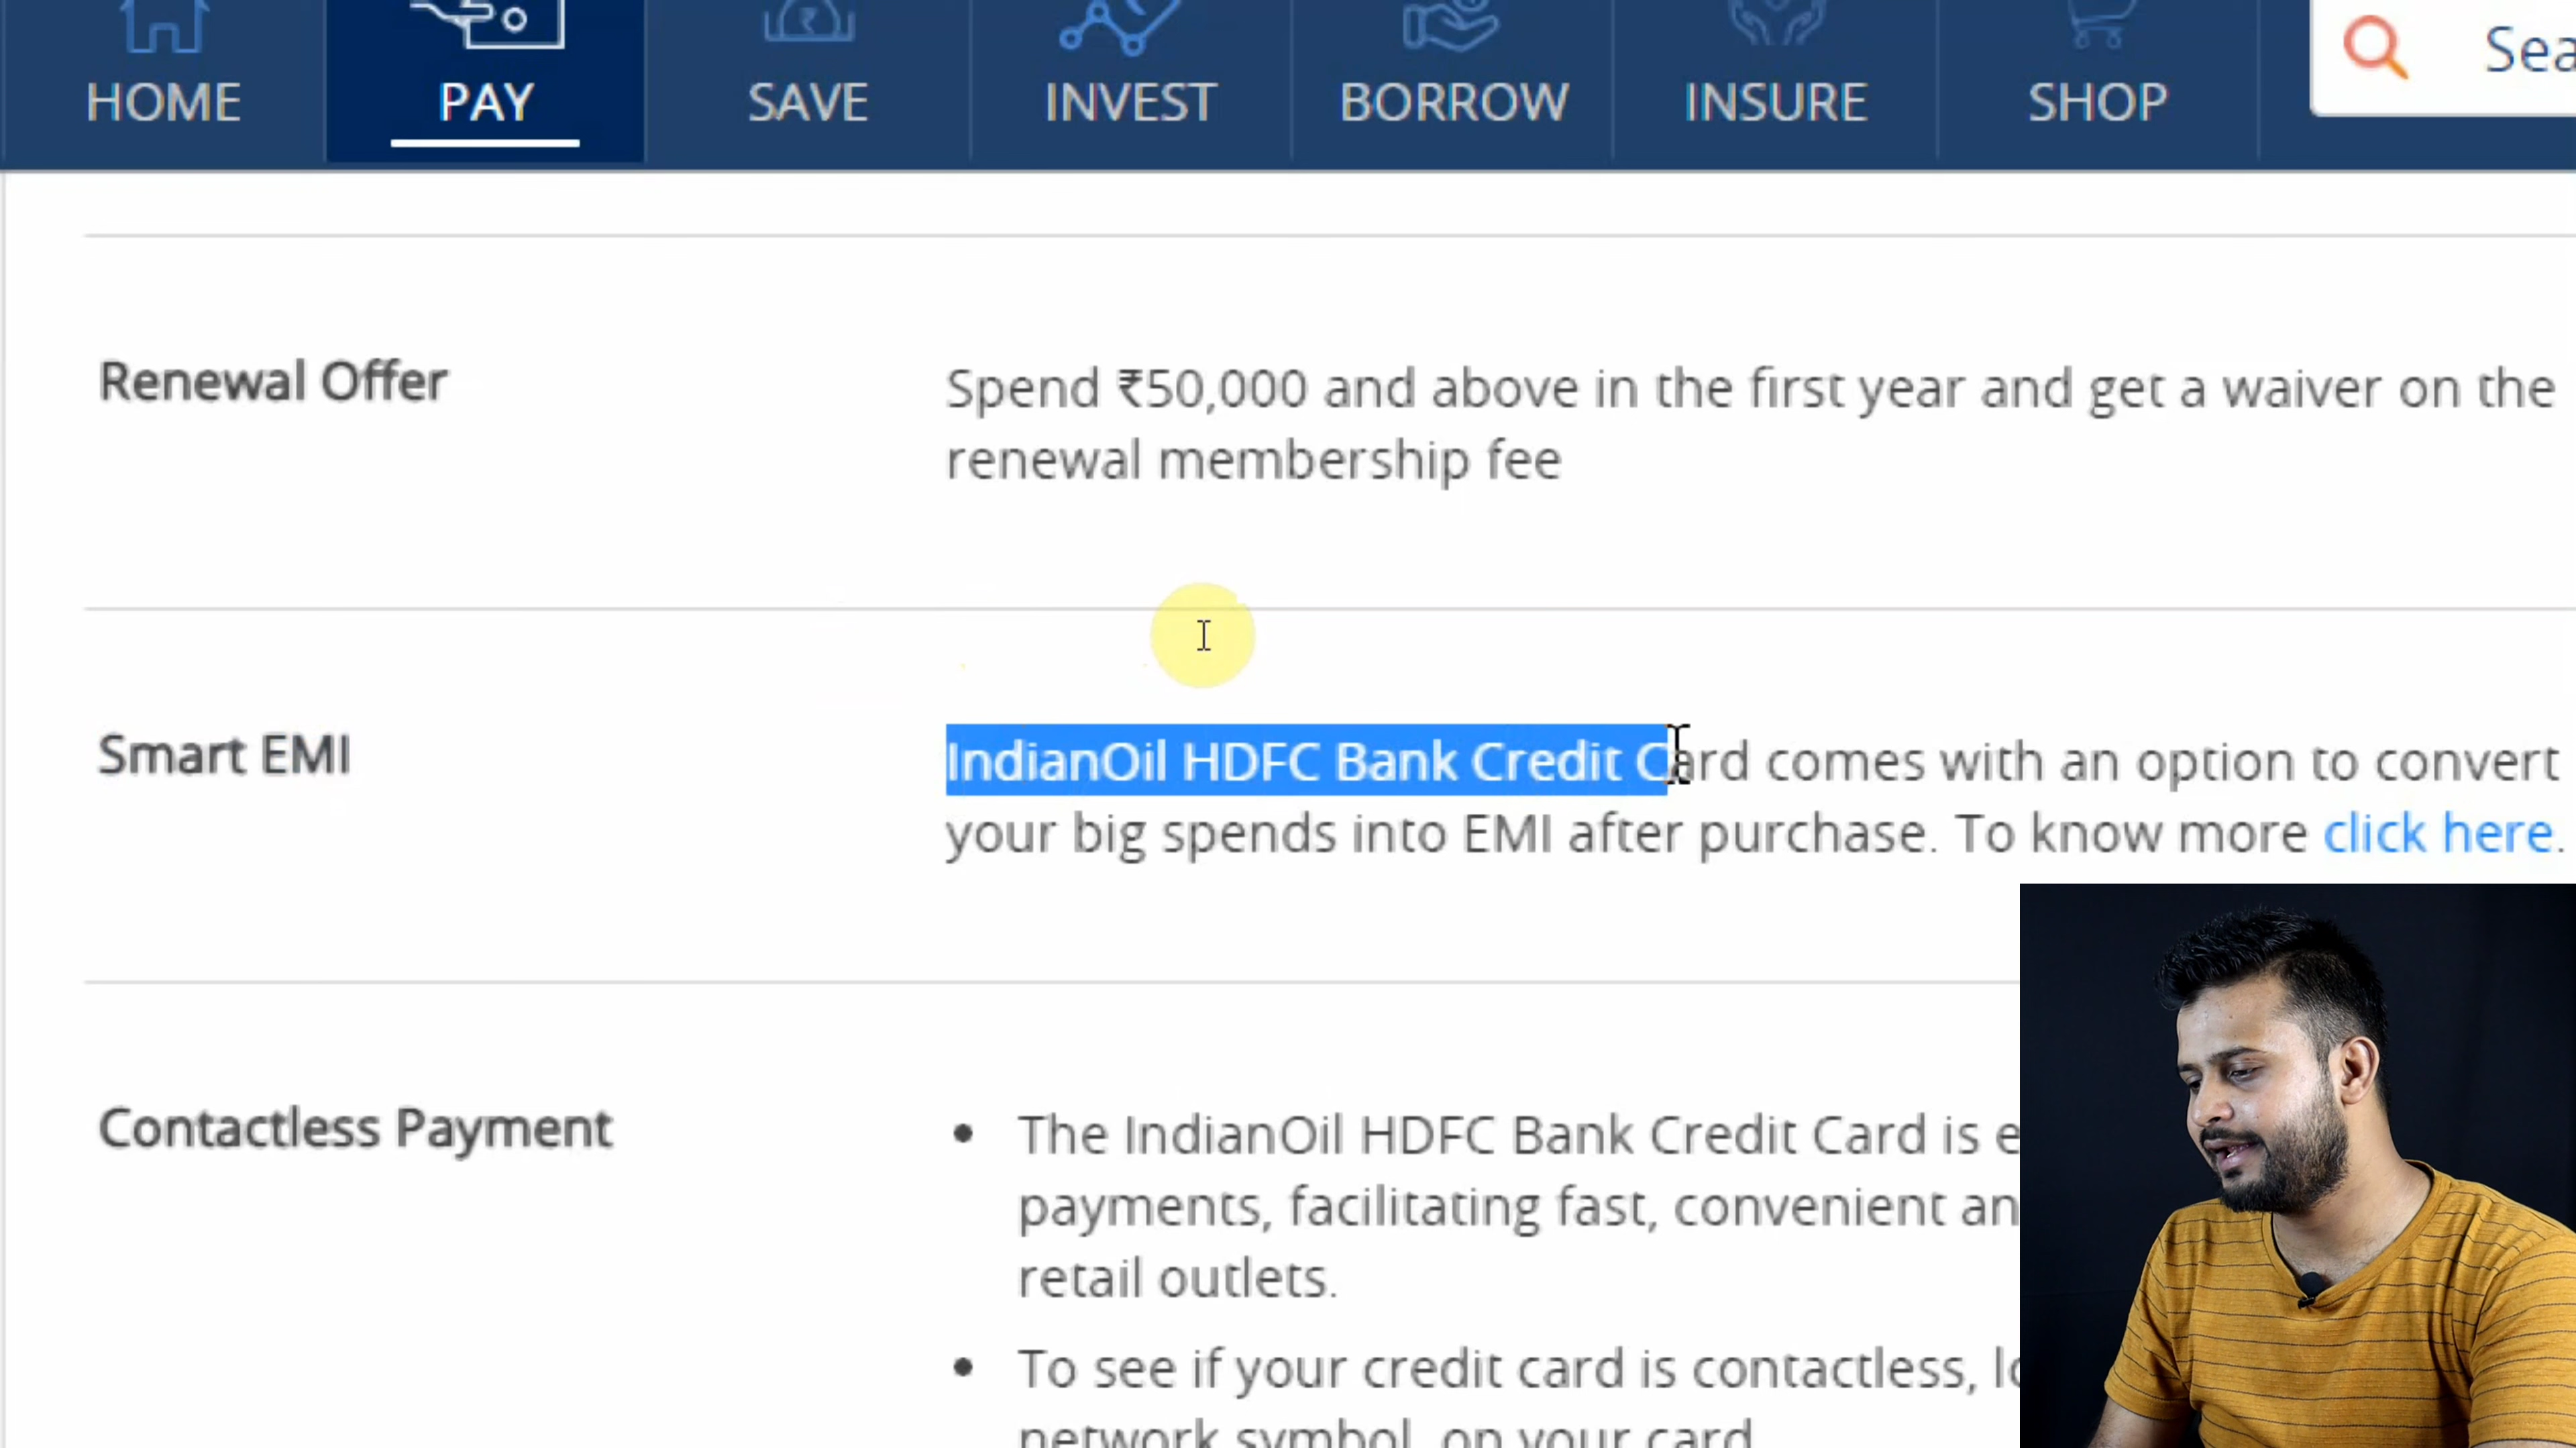 HOME
PAY
SAVE
INVEST
BORROW
INSURE
SHOP
Renewal Offer
Spend ₹50,000 and above in the first year and get a waiver on the
renewal membership fee
Smart EMI
IndianOil HDFC Bank Credit Card comes with an option to convert
your big spends into EMI after purchase. To know more click here.
Contactless Payment
• The IndianOil HDFC Bank Credit Card is
payments, facilitating fast, convenient
retail outlets.
• To see if your credit card is contactless,
network symbol, on your card